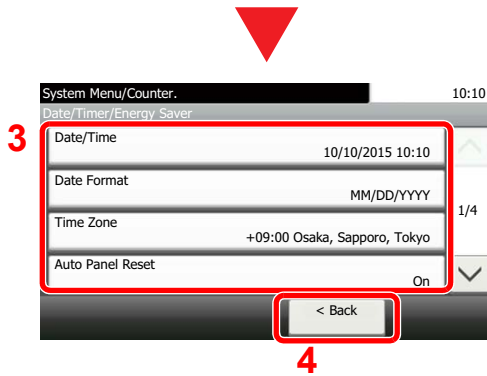 System Menu/Counter.
10:10
Date/Timer/Energy Saver
3
Date/Time
10/10/2015 10:10
Date Format
MM/DD/YYYY
1/4
Time Zone
+09:00 Osaka, Sapporo, Tokyo
Auto Panel Reset
On
< Back
4